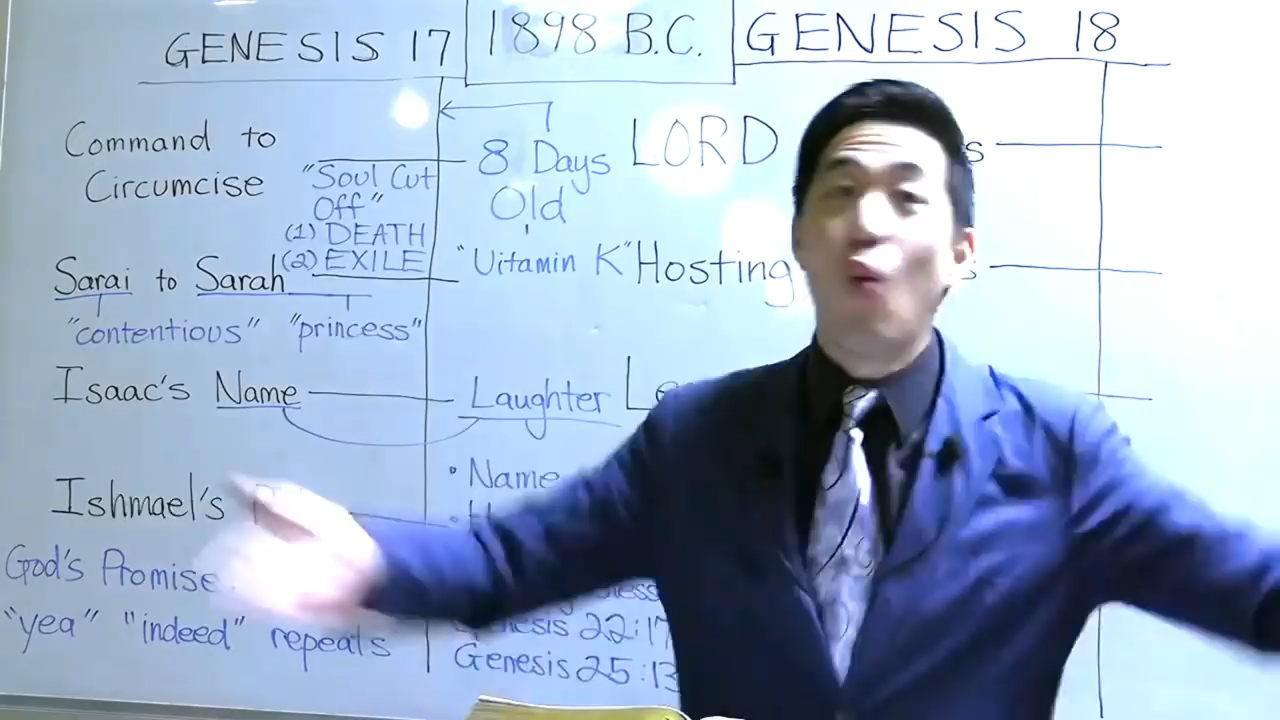 GENESIS 17
1898 B.C.
GENESIS 18
Command to
Circumcise
"Soul Cut
Off"
(1) DEATH
(2) EXILE
8 Days
Old
"Vitamin K"
Sarai to Sarah
"contentious" "princess"
Isaac's Name
Laughter
Ishmael's
• Name
God's Promise
"yea" "indeed" repeals
Genesis 22:17
Genesis 25:13
LORD
Hosting